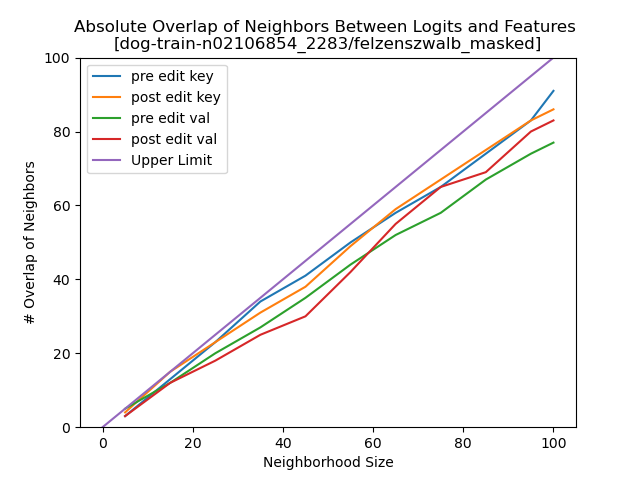 Absolute Overlap of Neighbors Between Logits and Features
[dog-train-n02106854_2283/felzenszwalb_masked]
pre edit key
post edit key
pre edit val
post edit val
Upper Limit
# Overlap of Neighbors
100
80
60
40
20
0
0 20 40 60 80 100
Neighborhood Size